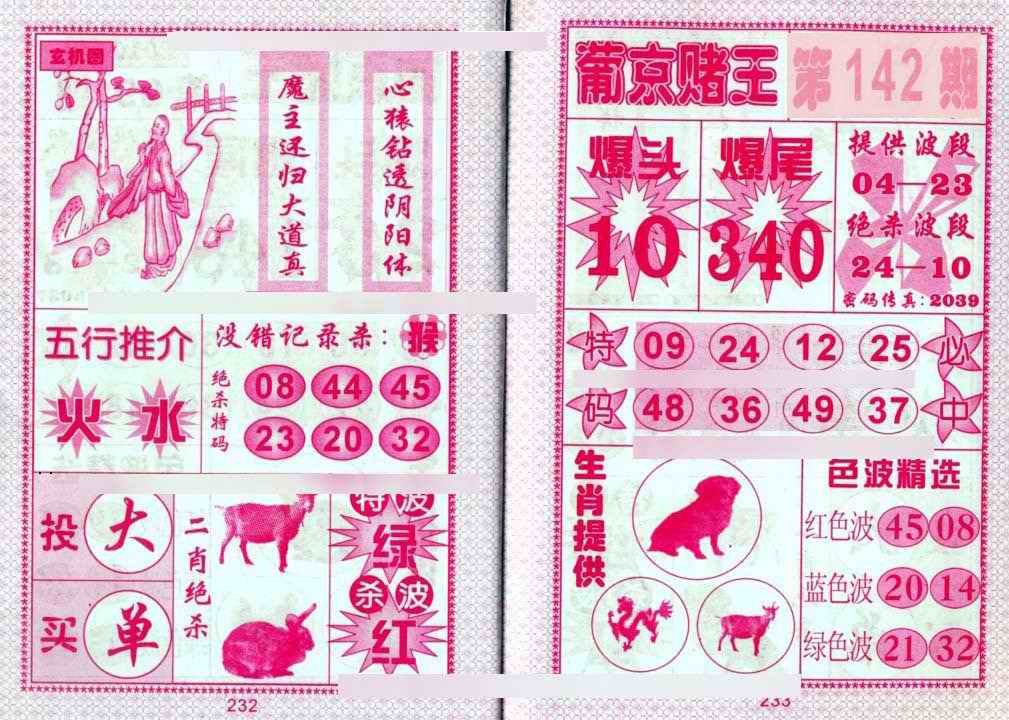 玄机图
心猿钻透阴阳体
魔主还归大道真
五行推介
火 水
没错记录杀：猴
绝杀特码
08 44 45
23 20 32
投 大
买 单
二肖绝杀
特波
绿
杀波
红
232
葡京赌王 第142期
爆头
10
爆尾
340
提供波段
04—23
绝杀波段
24—10
密码传真：2039
特 09 24 12 25 必
码 48 36 49 37 中
生肖提供
色波精选
红色波 45 08
蓝色波 20 14
绿色波 21 32
233